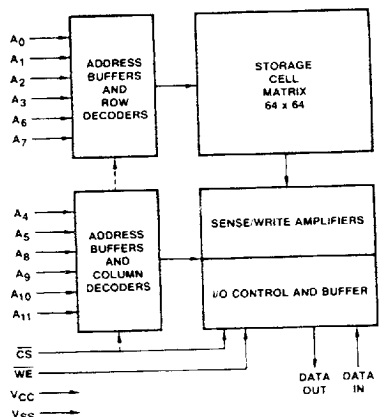 A0
A1
A2
A3
A6
A7
ADDRESS
BUFFERS
AND
ROW
DECODERS
STORAGE
CELL
MATRIX
64 x 64
A4
A5
A8
A9
A10
A11
ADDRESS
BUFFERS
AND
COLUMN
DECODERS
SENSE/WRITE AMPLIFIERS
I/O CONTROL AND BUFFER
CS
WE
VCC
VSS
DATA
OUT
DATA
IN